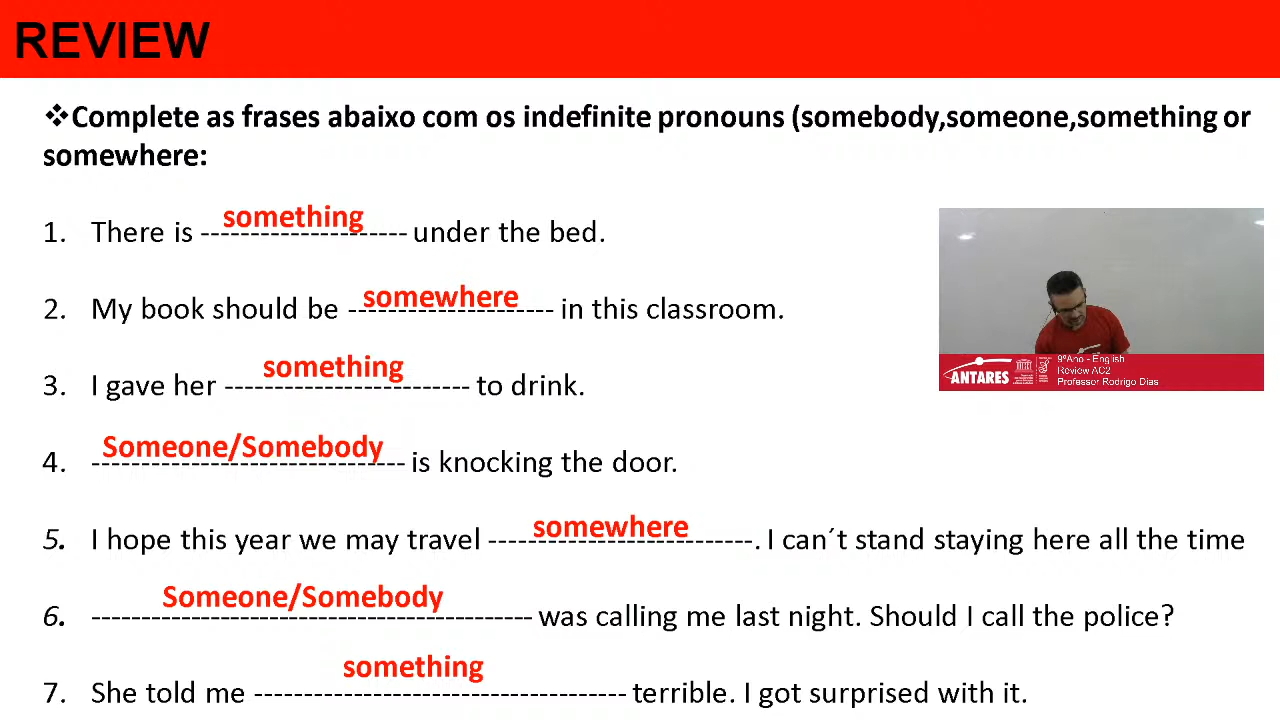 REVIEW
❖Complete as frases abaixo com os indefinite pronouns (somebody,someone,something or
somewhere:
1. There is something --------------------- under the bed.
2. My book should be somewhere --------------------- in this classroom.
3. I gave her something ------------------------- to drink.
4. Someone/Somebody -------------------------------- is knocking the door.
5. I hope this year we may travel somewhere ---------------------------. I can´t stand staying here all the time
6. Someone/Somebody --------------------------------------------- was calling me last night. Should I call the police?
7. She told me something -------------------------------------- terrible. I got surprised with it.
ANTARES
9ºAno - English
Review AC2
Professor Rodrigo Dias